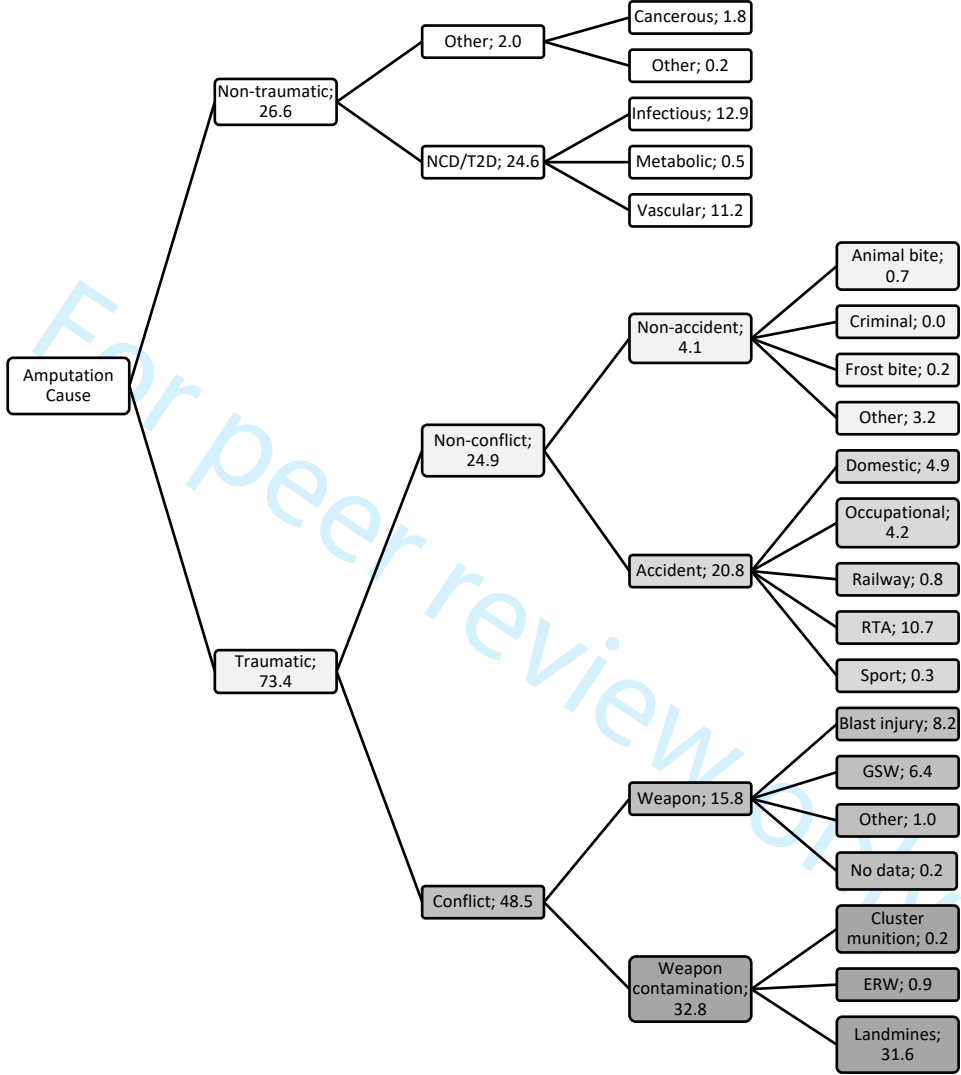 Cancerous; 1.8
Other; 2.0
Other; 0.2
Non-traumatic;
26.6
Infectious; 12.9
NCD/T2D; 24.6
Metabolic; 0.5
Vascular; 11.2
Animal bite;
0.7
Non-accident;
4.1
Criminal; 0.0
Frost bite; 0.2
Other; 3.2
Amputation
Cause
Non-conflict;
24.9
Domestic; 4.9
Occupational;
4.2
Accident; 20.8
Railway; 0.8
RTA; 10.7
Sport; 0.3
Traumatic;
73.4
Blast injury; 8.2
Weapon; 15.8
GSW; 6.4
Other; 1.0
No data; 0.2
Conflict; 48.5
Cluster
munition; 0.2
Weapon
contamination;
32.8
ERW; 0.9
Landmines;
31.6
For peer review only